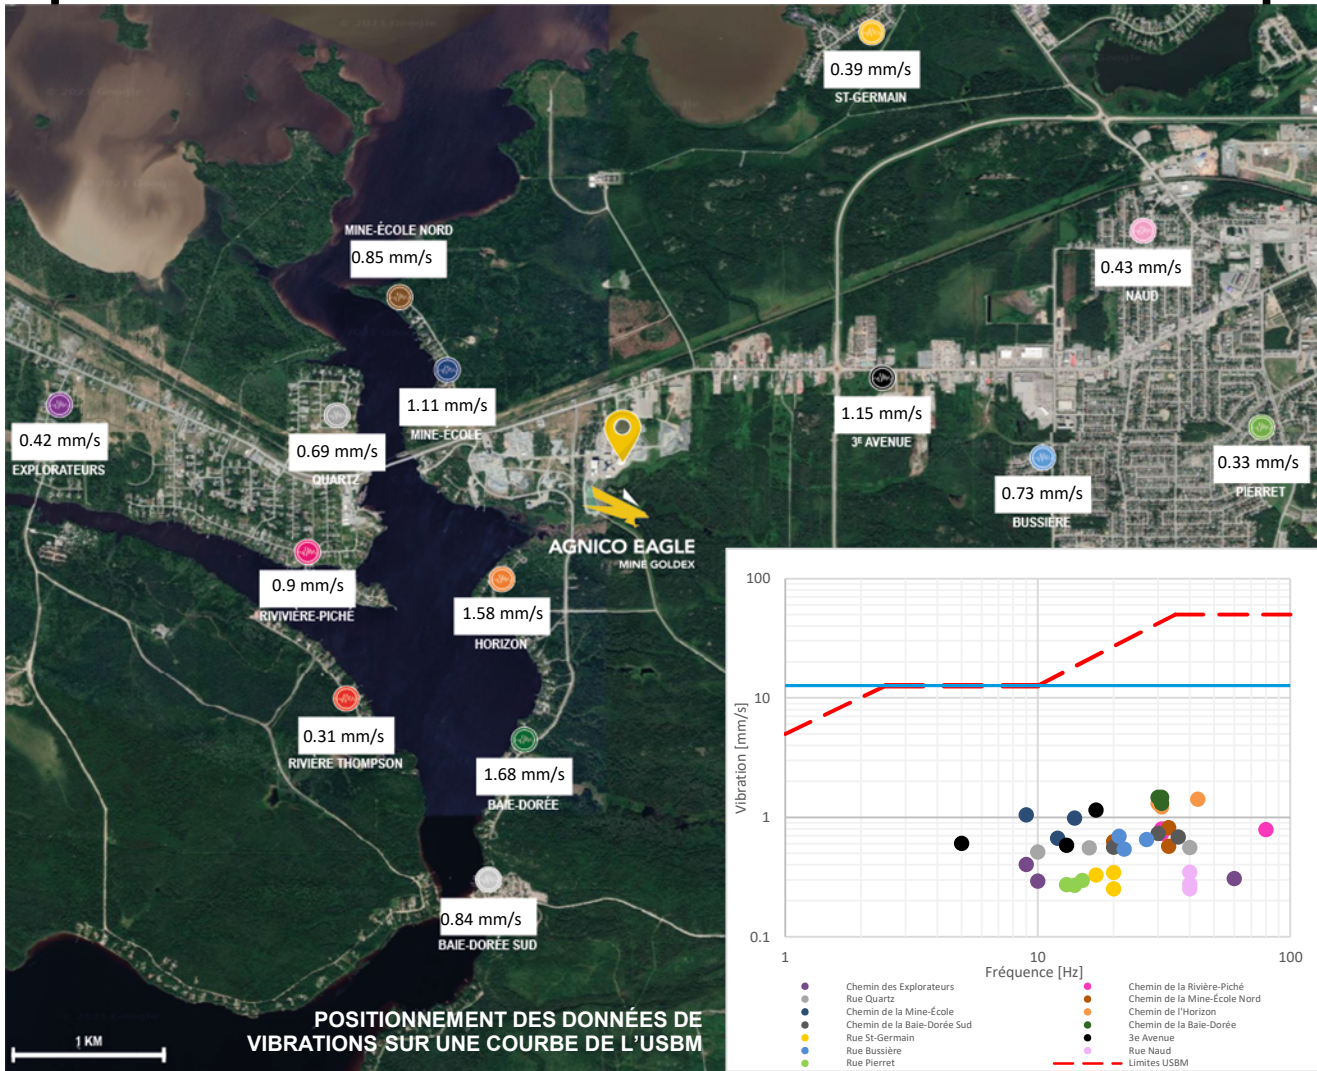 0.39 mm/s
ST-GERMAIN
MINE-ÉCOLE NORD
0.85 mm/s
0.43 mm/s
NAUD
1.11 mm/s
MINE-ÉCOLE
1.15 mm/s
3E AVENUE
0.42 mm/s
EXPLORATEURS
0.69 mm/s
QUARTZ
0.33 mm/s
PIERRET
0.73 mm/s
BUSSIÈRE
AGNICO EAGLE
MINE GOLDEX
0.9 mm/s
RIVIVIÈRE-PICHÉ
1.58 mm/s
HORIZON
0.31 mm/s
RIVIÈRE THOMPSON
1.68 mm/s
BAIE-DORÉE
0.84 mm/s
BAIE-DORÉE SUD
POSITIONNEMENT DES DONNÉES DE
VIBRATIONS SUR UNE COURBE DE L'USBM
1 KM
100
10
1
0.1
Vibration [mm/s]
1 10 100
Fréquence [Hz]
Chemin des Explorateurs
Chemin de la Rivière-Piché
Rue Quartz
Chemin de la Mine-École Nord
Chemin de la Mine-École
Chemin de l'Horizon
Chemin de la Baie-Dorée Sud
Chemin de la Baie-Dorée
Rue St-Germain
3e Avenue
Rue Bussière
Rue Naud
Rue Pierret
Limites USBM